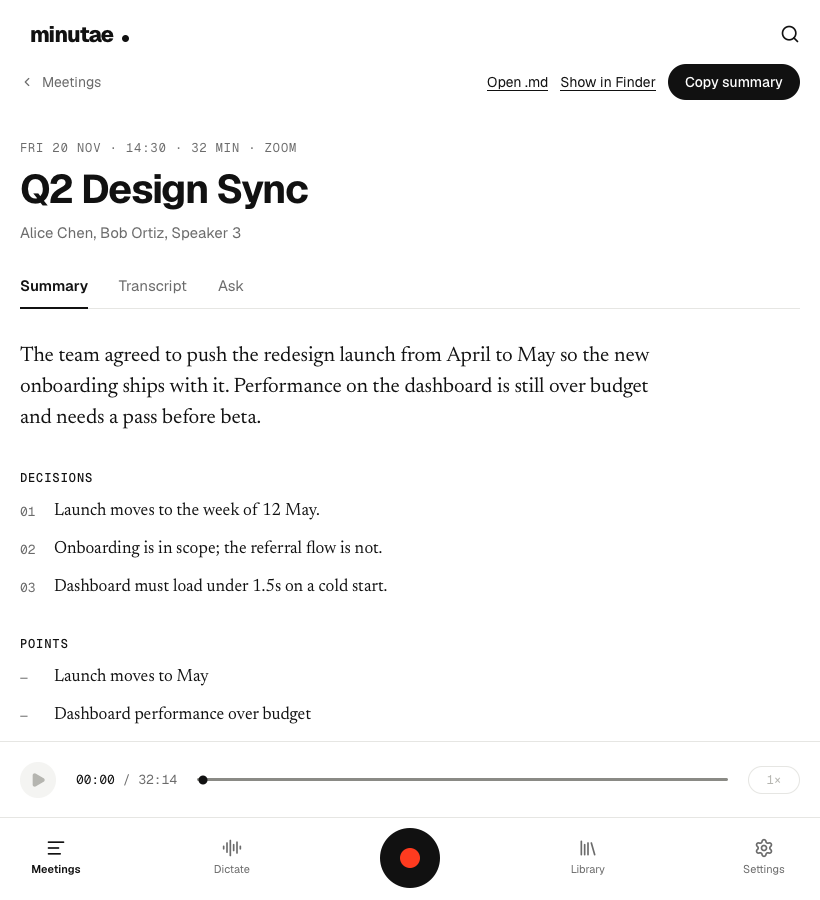 minutae
Meetings
Open .md
Show in Finder
Copy summary
FRI 20 NOV · 14:30 · 32 MIN · ZOOM
Q2 Design Sync
Alice Chen, Bob Ortiz, Speaker 3
Summary
Transcript
Ask
The team agreed to push the redesign launch from April to May so the new
onboarding ships with it. Performance on the dashboard is still over budget
and needs a pass before beta.
DECISIONS
01 Launch moves to the week of 12 May.
02 Onboarding is in scope; the referral flow is not.
03 Dashboard must load under 1.5s on a cold start.
POINTS
– Launch moves to May
– Dashboard performance over budget
00:00 / 32:14
1×
Meetings
Dictate
Library
Settings